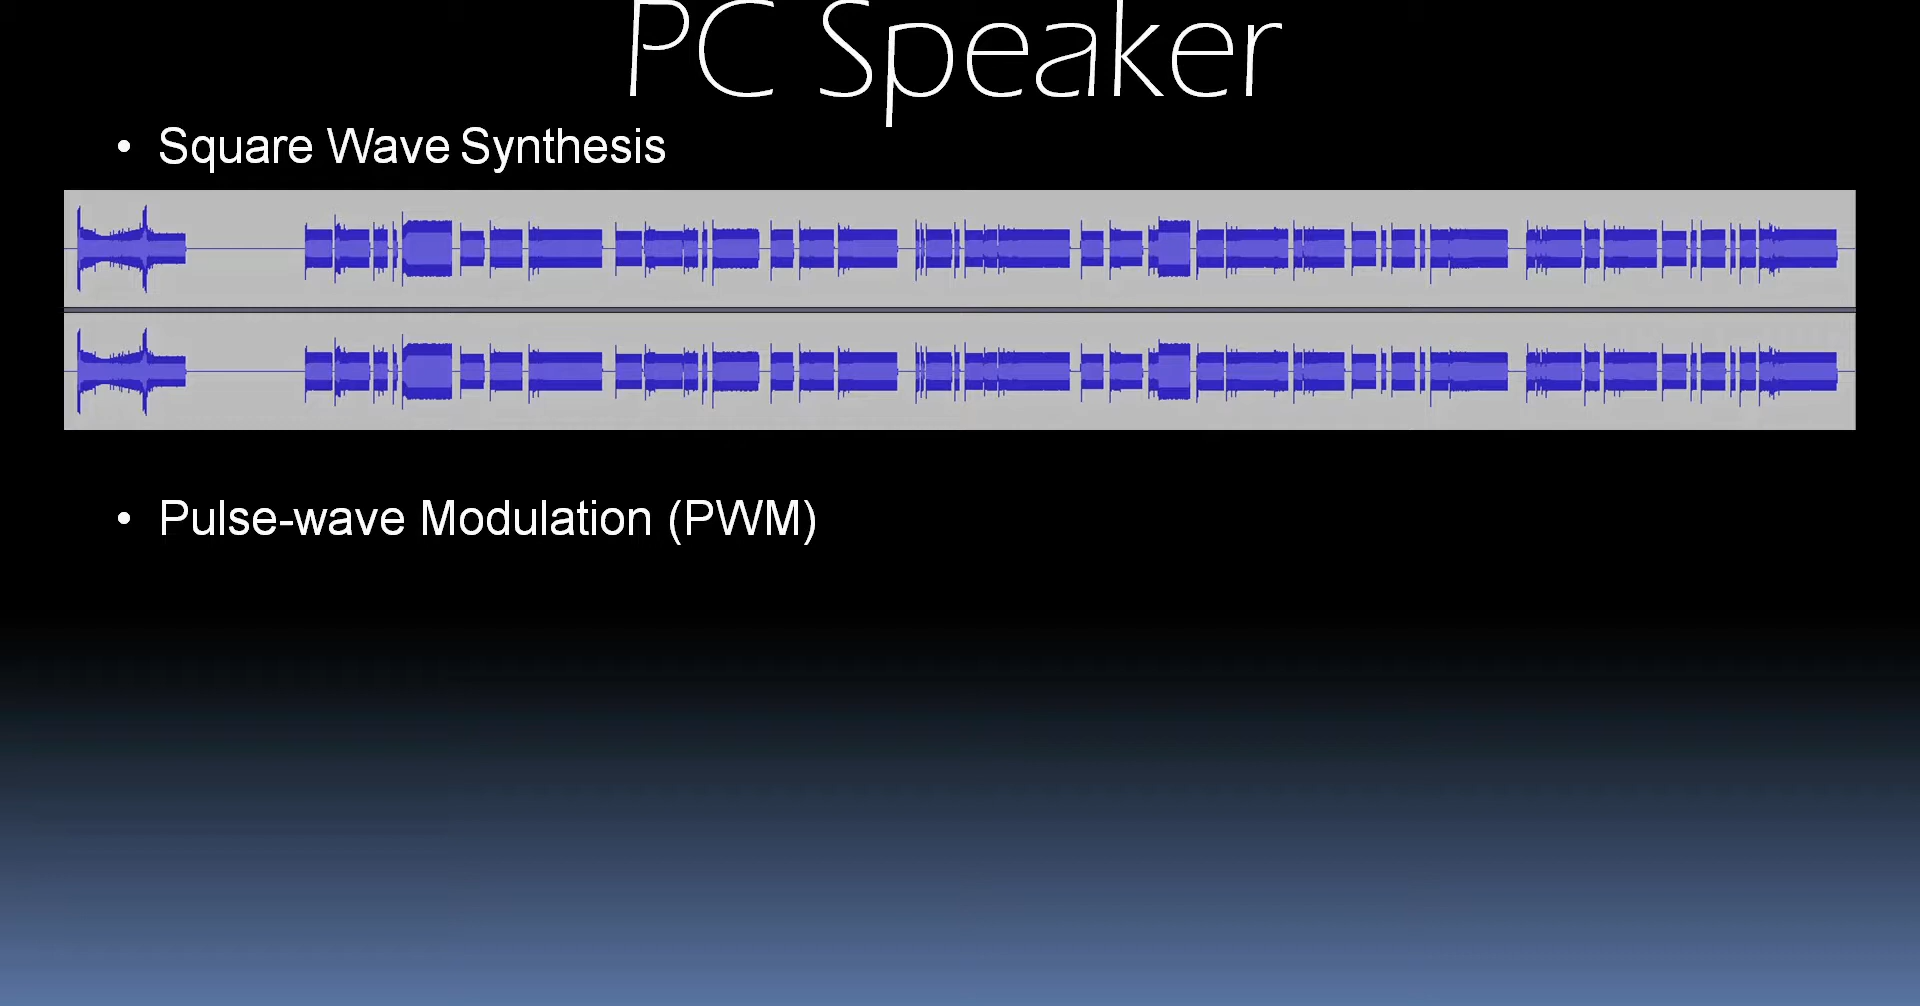 PC Speaker
• Square Wave Synthesis
• Pulse-wave Modulation (PWM)